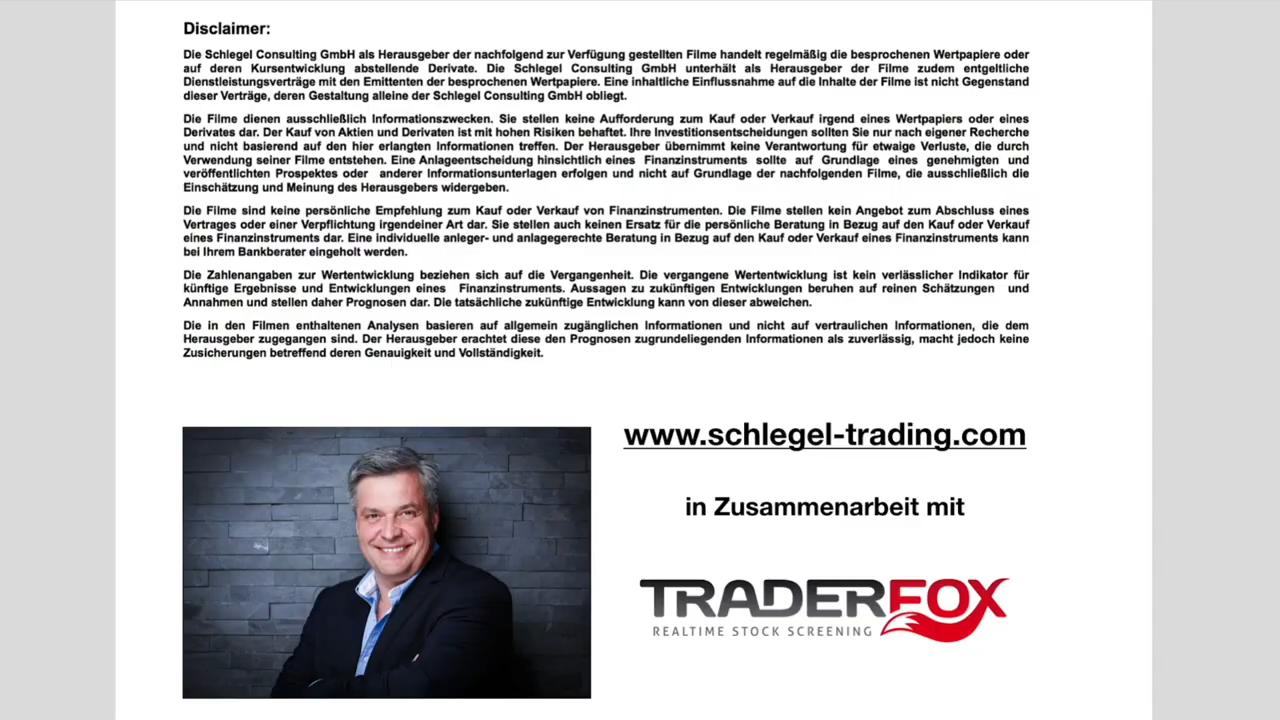 Disclaimer:
Die Schlegel Consulting GmbH als Herausgeber der nachfolgend zur Verfügung gestellten Filme handelt regelmäßig die besprochenen Wertpapiere oder
auf deren Kursentwicklung abstellende Derivate. Die Schlegel Consulting GmbH unterhält als Herausgeber der Filme zudem entgeltliche
Dienstleistungsverträge mit den Emittenten der besprochenen Wertpapiere. Eine inhaltliche Einflussnahme auf die Inhalte der Filme ist nicht Gegenstand
dieser Verträge, deren Gestaltung alleine der Schlegel Consulting GmbH obliegt.
Die Filme dienen ausschließlich Informationszwecken. Sie stellen keine Aufforderung zum Kauf oder Verkauf irgend eines Wertpapiers oder eines
Derivates dar. Der Kauf von Aktien und Derivaten ist mit hohen Risiken behaftet. Ihre Investitionsentscheidungen sollten Sie nur nach eigener Recherche
und nicht basierend auf den hier erlangten Informationen treffen. Der Herausgeber übernimmt keine Verantwortung für etwaige Verluste, die durch
Verwendung seiner Filme entstehen. Eine Anlageentscheidung hinsichtlich eines Finanzinstruments sollte auf Grundlage eines genehmigten und
veröffentlichten Prospektes oder anderer Informationsunterlagen erfolgen und nicht auf Grundlage der nachfolgenden Filme, die ausschließlich die
Einschätzung und Meinung des Herausgebers widergeben.
Die Filme sind keine persönliche Empfehlung zum Kauf oder Verkauf von Finanzinstrumenten. Die Filme stellen kein Angebot zum Abschluss eines
Vertrages oder einer Verpflichtung irgendeiner Art dar. Sie stellen auch keinen Ersatz für die persönliche Beratung in Bezug auf den Kauf oder Verkauf
eines Finanzinstruments dar. Eine individuelle anleger- und anlagegerechte Beratung in Bezug auf den Kauf oder Verkauf eines Finanzinstruments kann
bei Ihrem Bankberater eingeholt werden.
Die Zahlenangaben zur Wertentwicklung beziehen sich auf die Vergangenheit. Die vergangene Wertentwicklung ist kein verlässlicher Indikator für
künftige Ergebnisse und Entwicklungen eines Finanzinstruments. Aussagen zu zukünftigen Entwicklungen beruhen auf reinen Schätzungen und
Annahmen und stellen daher Prognosen dar. Die tatsächliche zukünftige Entwicklung kann von dieser abweichen.
Die in den Filmen enthaltenen Analysen basieren auf allgemein zugänglichen Informationen und nicht auf vertraulichen Informationen, die dem
Herausgeber zugegangen sind. Der Herausgeber erachtet diese den Prognosen zugrundeliegenden Informationen als zuverlässig, macht jedoch keine
Zusicherungen betreffend deren Genauigkeit und Vollständigkeit.
www.schlegel-trading.com
in Zusammenarbeit mit
TRADERFOX
REALTIME STOCK SCREENING